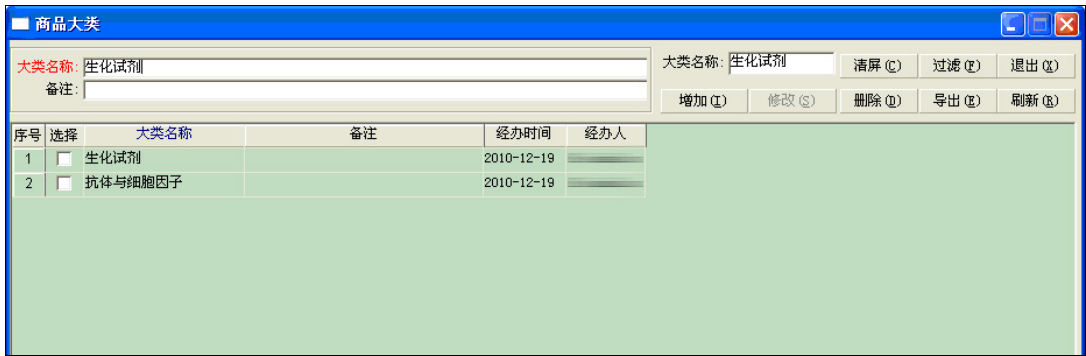 商品大类
大类名称: 生化试剂 大类名称: 生化试剂 清屏(C) 过滤(F) 退出(X)
备注: 增加(I) 修改(S) 删除(D) 导出(E) 刷新(R)
序号 选择 大类名称 备注 经办时间 经办人
1 生化试剂 2010-12-19
2 抗体与细胞因子 2010-12-19